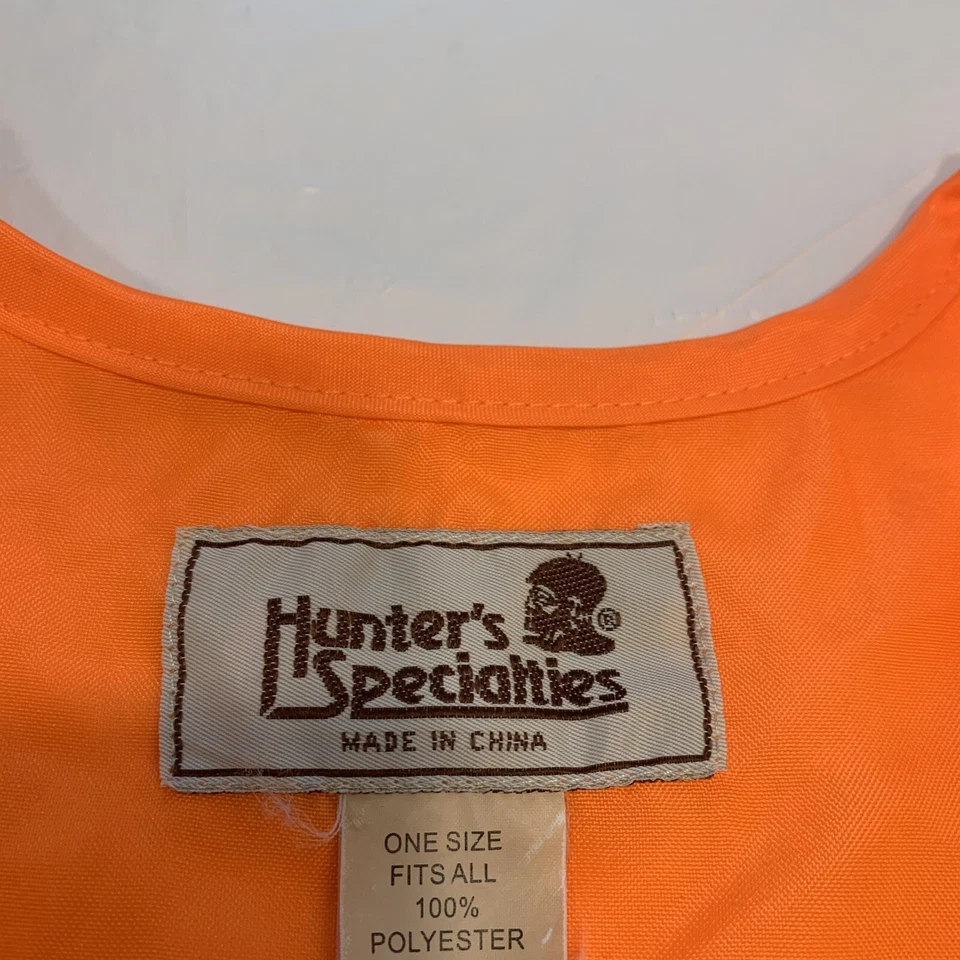 Hunter's
Specialties
®
MADE IN CHINA
ONE SIZE
FITS ALL
100%
POLYESTER